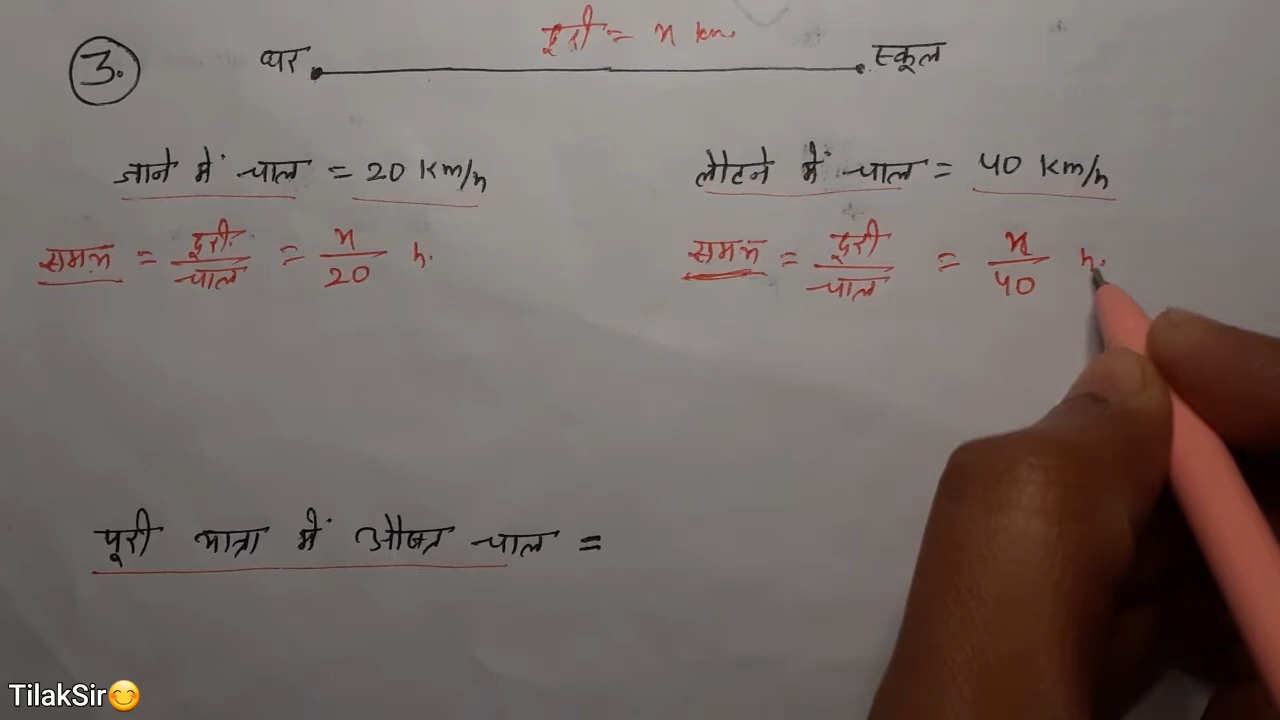 दूरी = x km.
3. घर स्कूल
जाने में चाल = 20 km/h लौटने में चाल = 40 km/h
समय = दूरी/चाल = x/20 h. समय = दूरी/चाल = x/40 h.
पूरी यात्रा में औसत चाल =
TilakSir😊